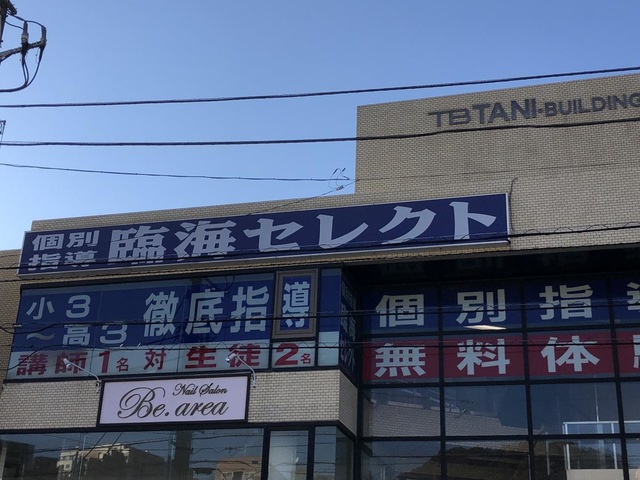 TB TANI-BUILDING
個別指導 臨海セレクト
小3～高3 徹底指導
講師1名 対 生徒2名
個別指
無料体
Nail Salon
Be.area